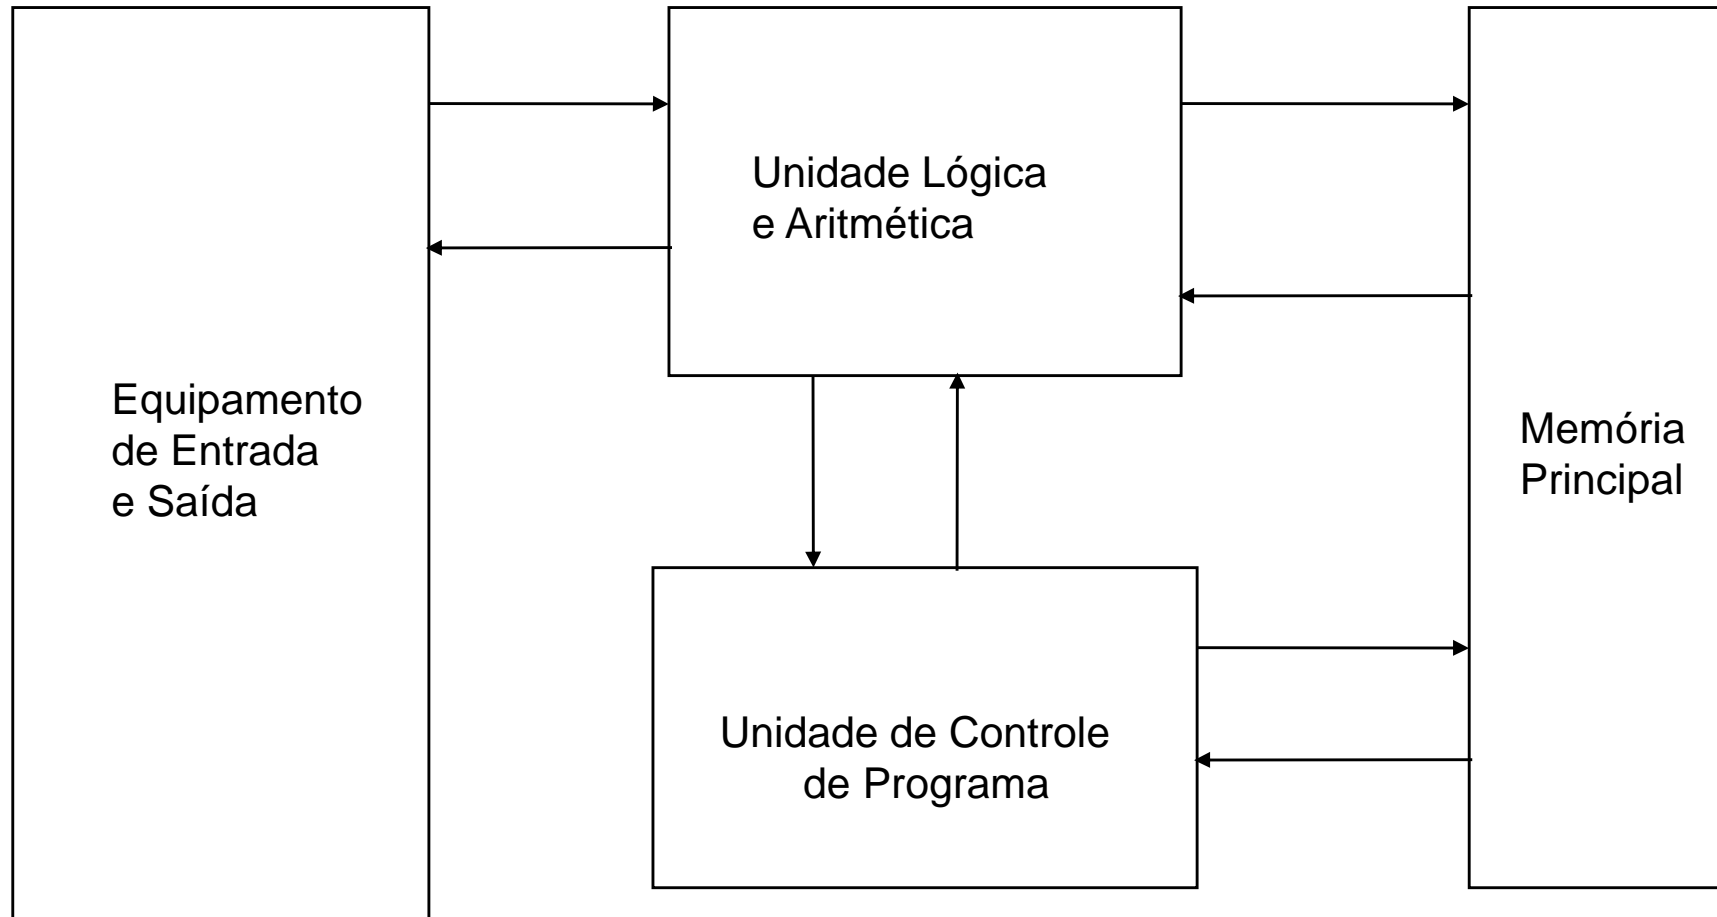 Unidade Lógica
e Aritmética
Equipamento
de Entrada
e Saída
Memória
Principal
Unidade de Controle
de Programa